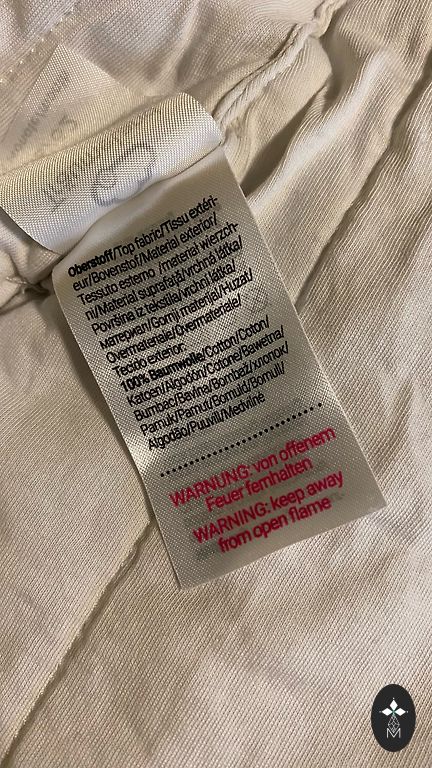 Oberstoff/Top fabric/Tissu extéri-
eur/Bovenstof/Material exterior/
Tessuto esterno /materiał wierzch-
ni/Material suprafață/vrchná látka/
Površina iz tekstila/vrchní látka/
материал/Gornji materijal/Huzat/
Overmateriale/Overmateriale/
Tecido exterior:
100% Baumwolle/Cotton/Coton/
Katoen/Algodón/Cotone/Bawełna/
Bumbac/Bavlna/Bombaž/хлопок/
Pamuk/Pamut/Bomuld/Bomull/
Algodão/Puuvill/Medvilnė
WARNUNG: von offenem
Feuer fernhalten
WARNING: keep away
from open flame
M